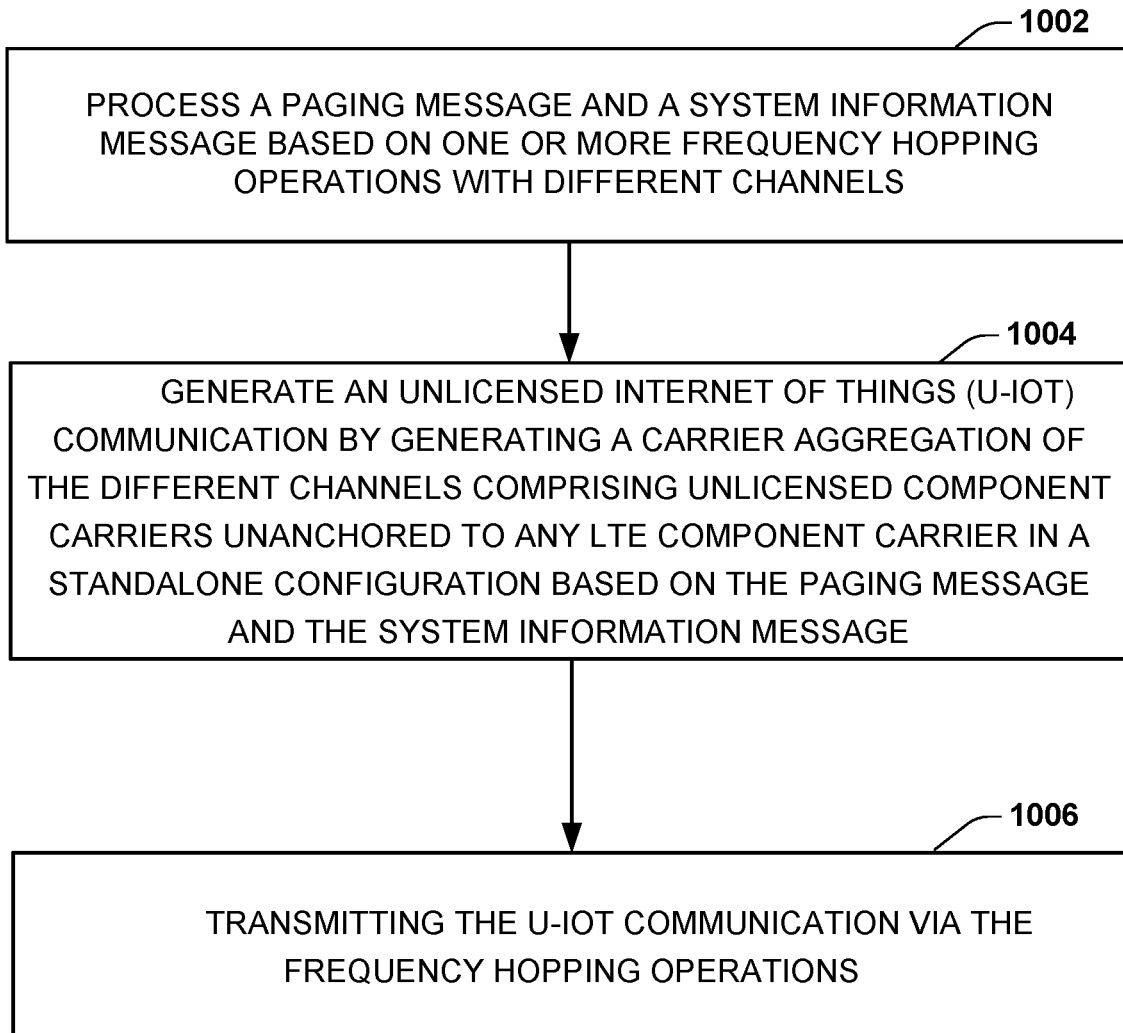 1002
PROCESS A PAGING MESSAGE AND A SYSTEM INFORMATION
MESSAGE BASED ON ONE OR MORE FREQUENCY HOPPING
OPERATIONS WITH DIFFERENT CHANNELS
1004
GENERATE AN UNLICENSED INTERNET OF THINGS (U-IOT)
COMMUNICATION BY GENERATING A CARRIER AGGREGATION OF
THE DIFFERENT CHANNELS COMPRISING UNLICENSED COMPONENT
CARRIERS UNANCHORED TO ANY LTE COMPONENT CARRIER IN A
STANDALONE CONFIGURATION BASED ON THE PAGING MESSAGE
AND THE SYSTEM INFORMATION MESSAGE
1006
TRANSMITTING THE U-IOT COMMUNICATION VIA THE
FREQUENCY HOPPING OPERATIONS